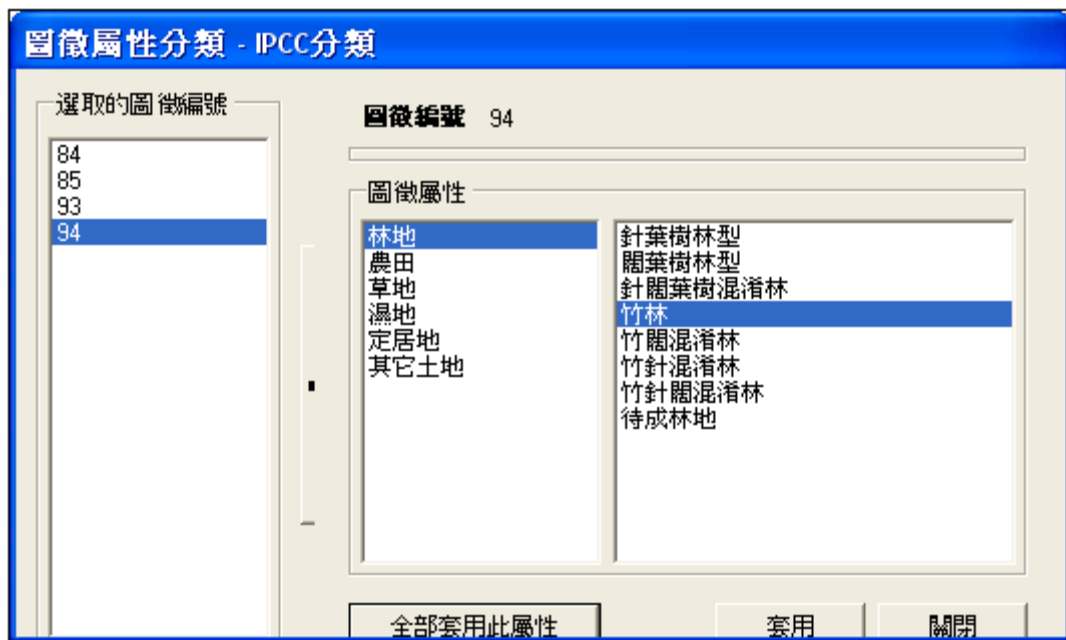 圖徵屬性分類 - IPCC分類
選取的圖徵編號
84
85
93
94
圖徵編號 94
圖徵屬性
林地
農田
草地
濕地
定居地
其它土地
針葉樹林型
闊葉樹林型
針闊葉樹混淆林
竹林
竹闊混淆林
竹針混淆林
竹針闊混淆林
待成林地
全部套用此屬性
套用
關閉